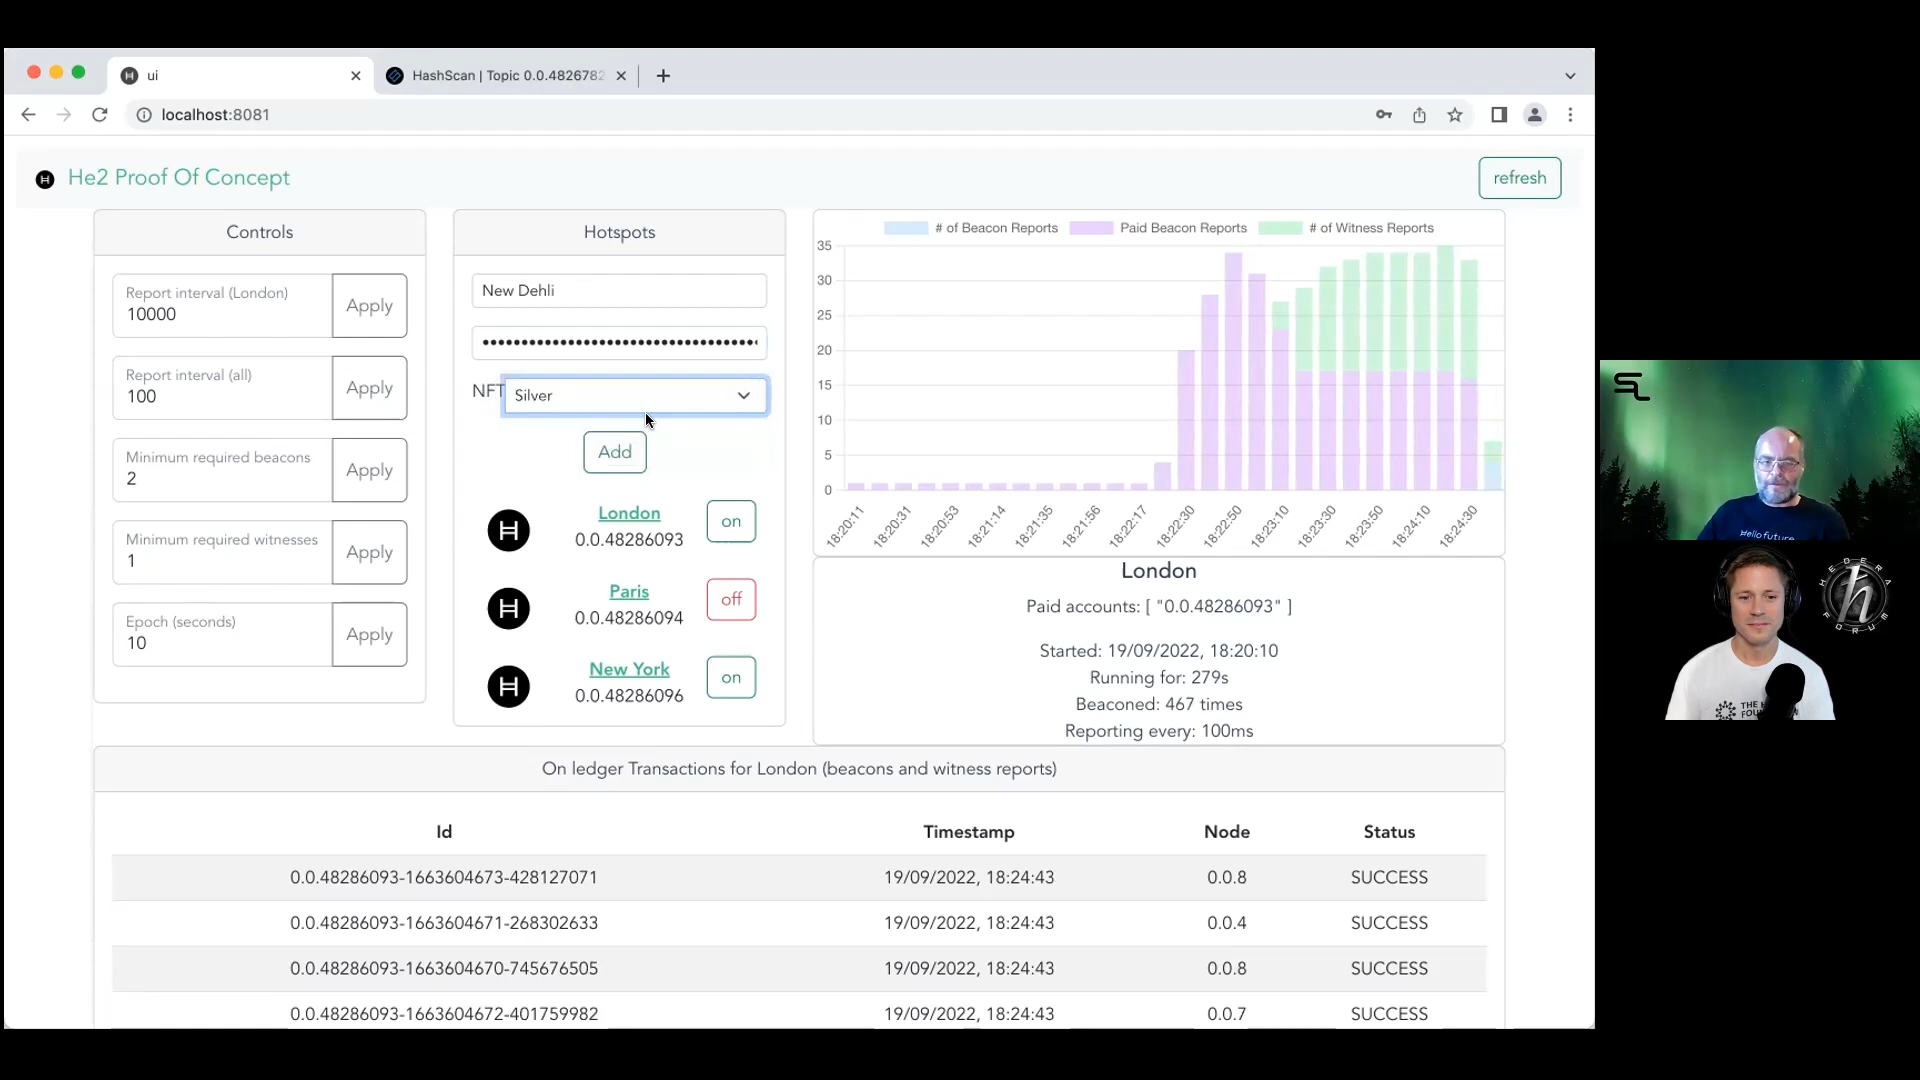 ui
HashScan | Topic 0.0.4826782
localhost:8081
He2 Proof Of Concept
refresh
Controls
Report interval (London)
10000
Apply
Report interval (all)
100
Apply
Minimum required beacons
2
Apply
Minimum required witnesses
1
Apply
Epoch (seconds)
10
Apply
Hotspots
New Dehli
NFT
Silver
Add
London
0.0.48286093
on
Paris
0.0.48286094
off
New York
0.0.48286096
on
# of Beacon Reports
Paid Beacon Reports
# of Witness Reports
35
30
25
20
15
10
5
0
18:20:11
18:20:31
18:20:53
18:21:14
18:21:35
18:21:56
18:22:17
18:22:30
18:22:50
18:23:10
18:23:30
18:23:50
18:24:10
18:24:30
London
Paid accounts: [ "0.0.48286093" ]
Started: 19/09/2022, 18:20:10
Running for: 279s
Beaconed: 467 times
Reporting every: 100ms
On ledger Transactions for London (beacons and witness reports)
Id Timestamp Node Status
0.0.48286093-1663604673-428127071 19/09/2022, 18:24:43 0.0.8 SUCCESS
0.0.48286093-1663604671-268302633 19/09/2022, 18:24:43 0.0.4 SUCCESS
0.0.48286093-1663604670-745676505 19/09/2022, 18:24:43 0.0.8 SUCCESS
0.0.48286093-1663604672-401759982 19/09/2022, 18:24:43 0.0.7 SUCCESS
Hello future
HEDERA
FORUM
THE